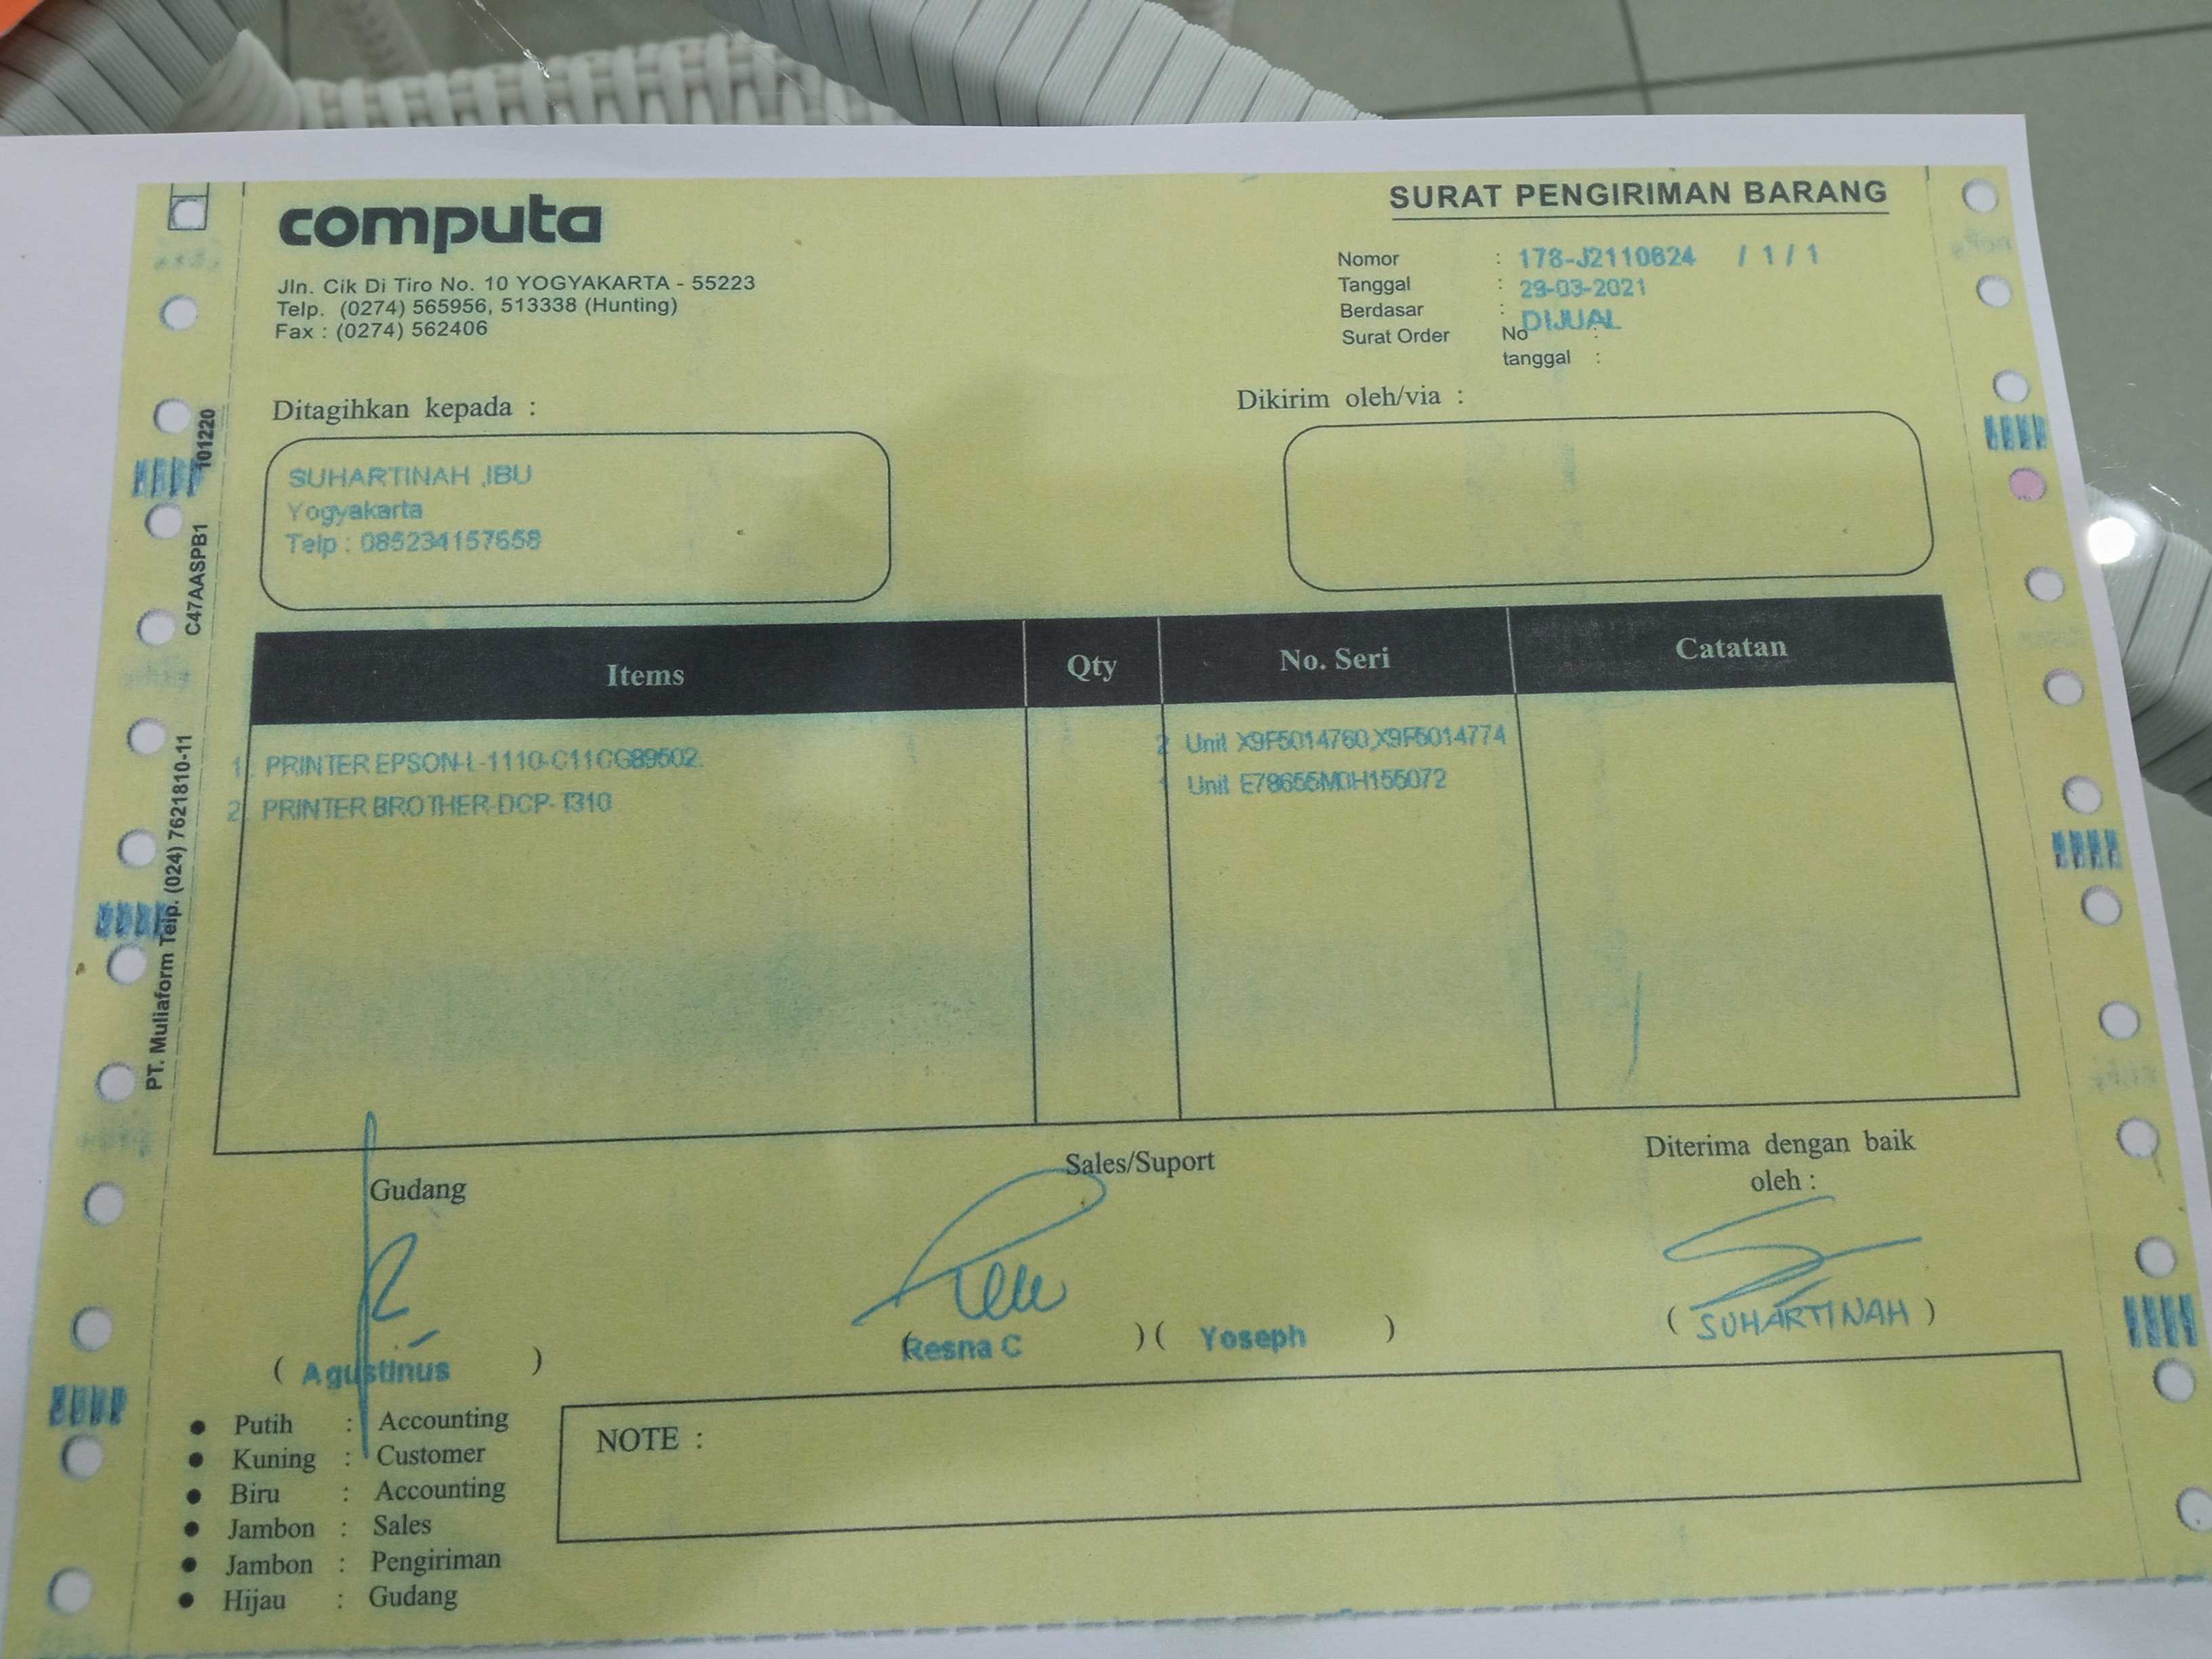 computa
Jln. Cik Di Tiro No. 10 YOGYAKARTA - 55223
Telp. (0274) 565956, 513338 (Hunting)
Fax : (0274) 562406
SURAT PENGIRIMAN BARANG
Nomor : 178-J2110824 / 1 / 1
Tanggal : 29-03-2021
Berdasar : DIJUAL
Surat Order No :
tanggal :
Ditagihkan kepada :
SUHARTINAH ,IBU
Yogyakarta
Telp : 085234157658
Dikirim oleh/via :
Items Qty No. Seri Catatan
1. PRINTER EPSON-L-1110-C11CG89502. 2 Unit X9F5014760,X9F5014774
2. PRINTER BROTHER-DCP-T310 1 Unit E78655M0H155072
Gudang
Sales/Suport
Diterima dengan baik
oleh :
( Agustinus )
( Resna C ) ( Yoseph )
( SUHARTINAH )
• Putih : Accounting
• Kuning : Customer
• Biru : Accounting
• Jambon : Sales
• Jambon : Pengiriman
• Hijau : Gudang
NOTE :
101220
C47AASPB1
PT. Muliaform Telp. (024) 7621810-11